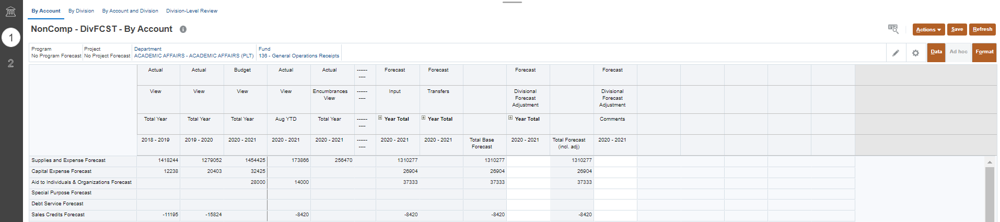 By Account By Division By Account and Division Division-Level Review
1
2
NonComp - DivFCST - By Account i
Actions Save Refresh
Program Project Department Fund
No Program Forecast No Project Forecast ACADEMIC AFFAIRS - ACADEMIC AFFAIRS (PLT) 136 - General Operations Receipts
Data Ad hoc Format
Actual Actual Budget Actual Actual ------ Forecast Forecast Forecast Forecast
----
View View View View Encumbrances ------ Input Transfers Divisional Divisional
View ---- Forecast Forecast
Adjustment Adjustment
Total Year Total Year Total Year Aug YTD Total Year ------ Year Total Year Total Year Total Comments
----
2018 - 2019 2019 - 2020 2020 - 2021 2020 - 2021 2020 - 2021 ------ 2020 - 2021 2020 - 2021 Total Base 2020 - 2021 Total Forecast 2020 - 2021
---- Forecast (incl. adj)
Supplies and Expense Forecast 1418244 1279052 1454425 173866 256470 1310277 1310277 1310277
Capital Expense Forecast 12238 20403 32425 26904 26904 26904
Aid to Individuals & Organizations Forecast 28000 14000 37333 37333 37333
Special Purpose Forecast
Debt Service Forecast
Sales Credits Forecast -11195 -15824 -8420 -8420 -8420 -8420